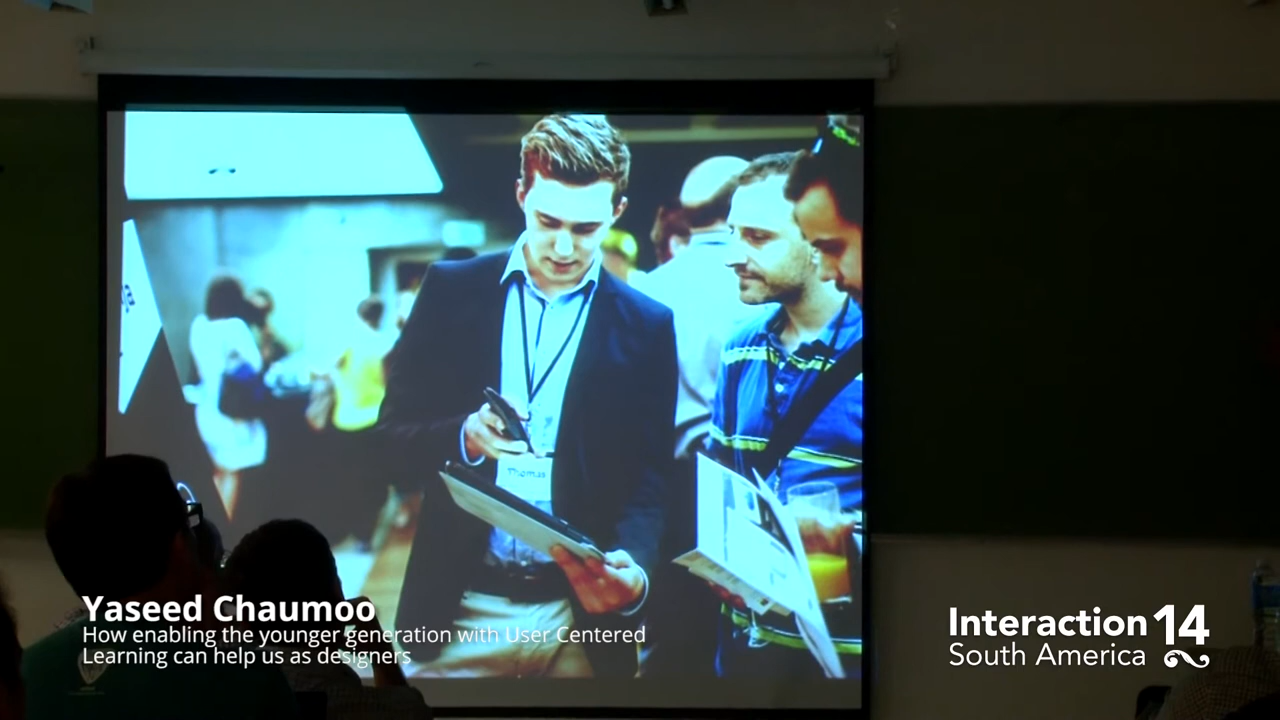 Thomas
Yaseed Chaumoo
How enabling the younger generation with User Centered
Learning can help us as designers
Interaction 14
South America